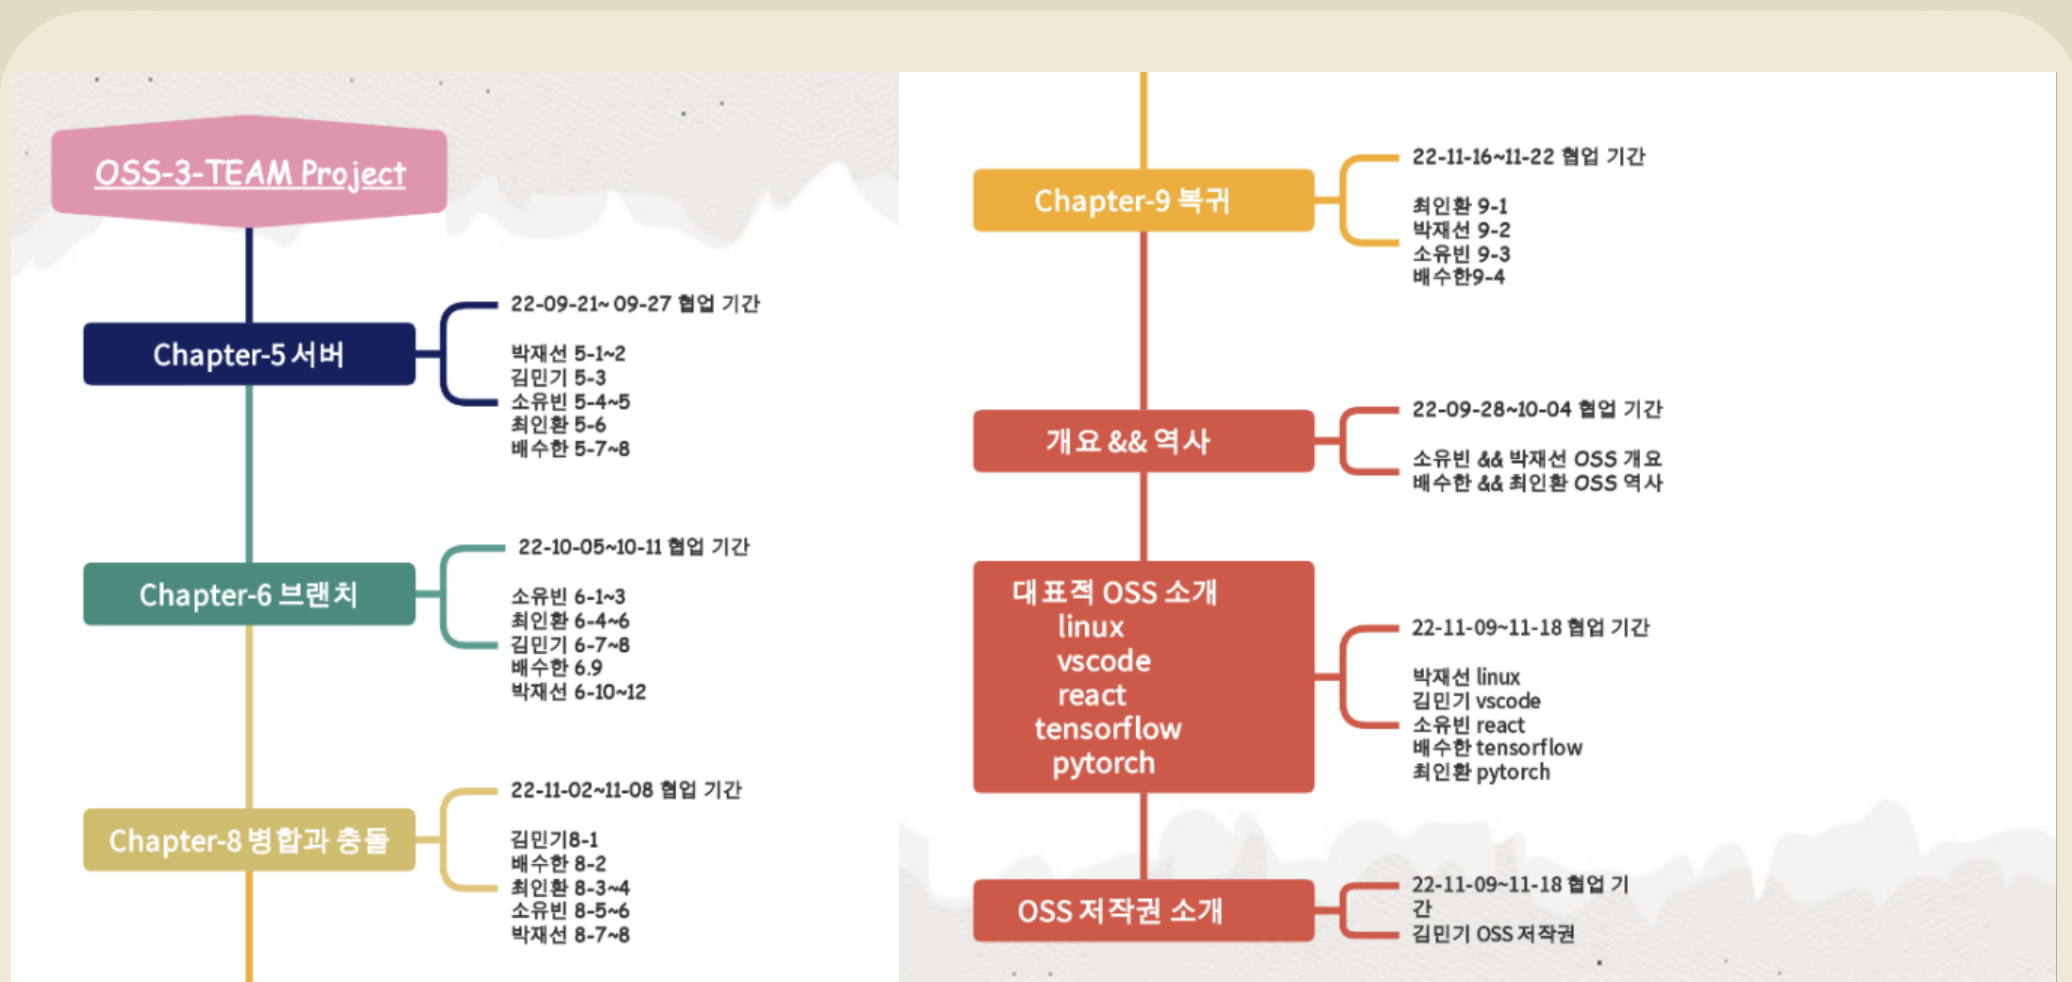 OSS-3-TEAM Project
Chapter-5 서버
22-09-21~ 09-27 협업 기간
박재선 5-1~2
김민기 5-3
소유빈 5-4~5
최인환 5-6
배수한 5-7~8
Chapter-6 브랜치
22-10-05~10-11 협업 기간
소유빈 6-1~3
최인환 6-4~6
김민기 6-7~8
배수한 6.9
박재선 6-10~12
Chapter-8 병합과 충돌
22-11-02~11-08 협업 기간
김민기8-1
배수한 8-2
최인환 8-3~4
소유빈 8-5~6
박재선 8-7~8
Chapter-9 복귀
22-11-16~11-22 협업 기간
최인환 9-1
박재선 9-2
소유빈 9-3
배수한9-4
개요 && 역사
22-09-28~10-04 협업 기간
소유빈 && 박재선 OSS 개요
배수한 && 최인환 OSS 역사
대표적 OSS 소개
linux
vscode
react
tensorflow
pytorch
22-11-09~11-18 협업 기간
박재선 linux
김민기 vscode
소유빈 react
배수한 tensorflow
최인환 pytorch
OSS 저작권 소개
22-11-09~11-18 협업 기
간
김민기 OSS 저작권